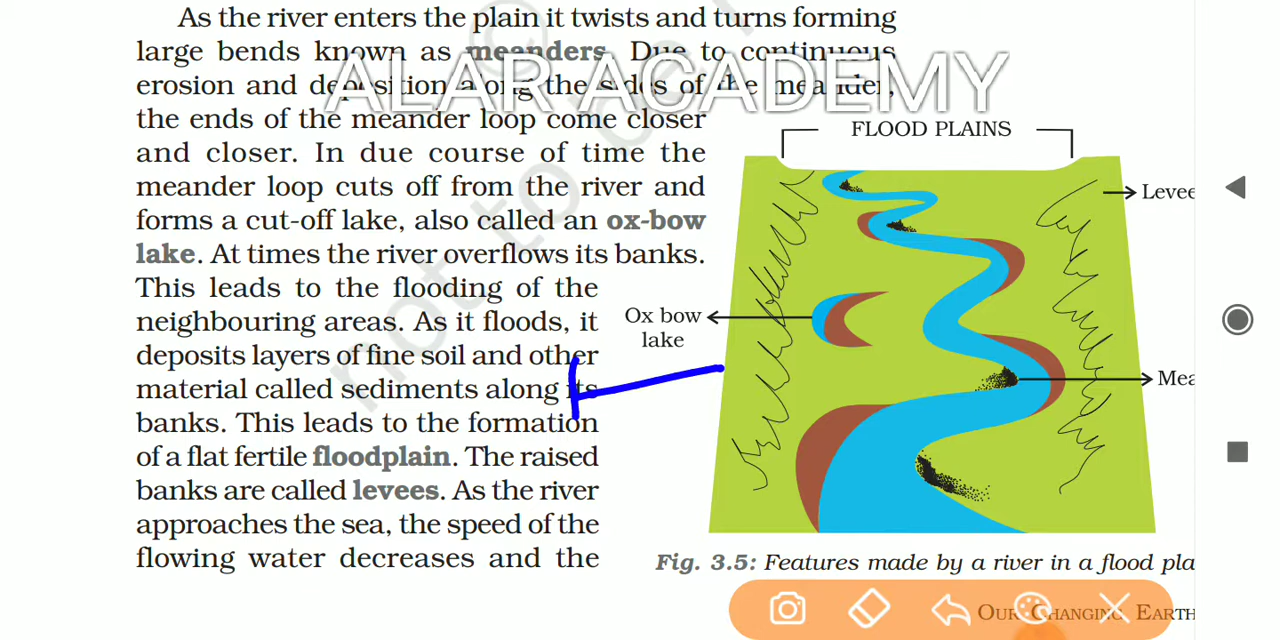 As the river enters the plain it twists and turns forming
large bends known as meanders. Due to continuous
ALAR ACADEMY
erosion and deposition along the sides of the meander,
the ends of the meander loop come closer
and closer. In due course of time the
meander loop cuts off from the river and
forms a cut-off lake, also called an ox-bow
lake. At times the river overflows its banks.
This leads to the flooding of the
neighbouring areas. As it floods, it
deposits layers of fine soil and other
material called sediments along its
banks. This leads to the formation
of a flat fertile floodplain. The raised
banks are called levees. As the river
approaches the sea, the speed of the
flowing water decreases and the
FLOOD PLAINS
Levee
Ox bow
lake
Mea
Fig. 3.5: Features made by a river in a flood pla
OUR CHANGING EARTH
©
not to be